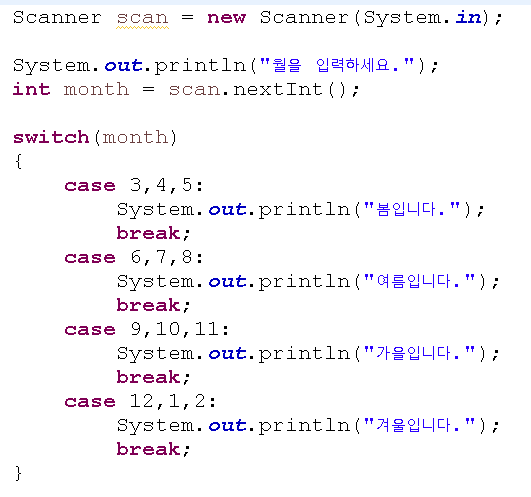 Scanner scan = new Scanner(System.in);
System.out.println("월을 입력하세요.");
int month = scan.nextInt();
switch(month)
{
case 3,4,5:
System.out.println("봄입니다.");
break;
case 6,7,8:
System.out.println("여름입니다.");
break;
case 9,10,11:
System.out.println("가을입니다.");
break;
case 12,1,2:
System.out.println("겨울입니다.");
break;
}